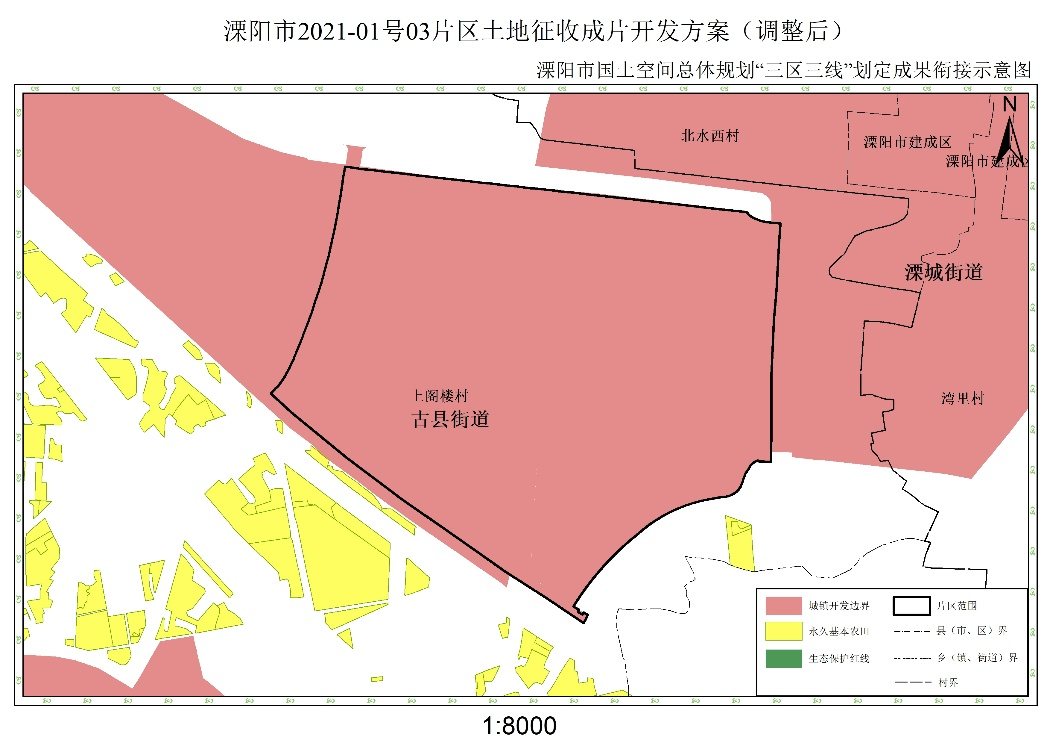 溧阳市2021-01号03片区土地征收成片开发方案（调整后）
溧阳市国土空间总体规划“三区三线”划定成果衔接示意图
N
北水西村
溧阳市建成区
溧阳市建成区
溧城街道
上阁楼村
古县街道
湾里村
城镇开发边界
片区范围
永久基本农田
县（市、区）界
生态保护红线
乡（镇、街道）界
村界
1:8000